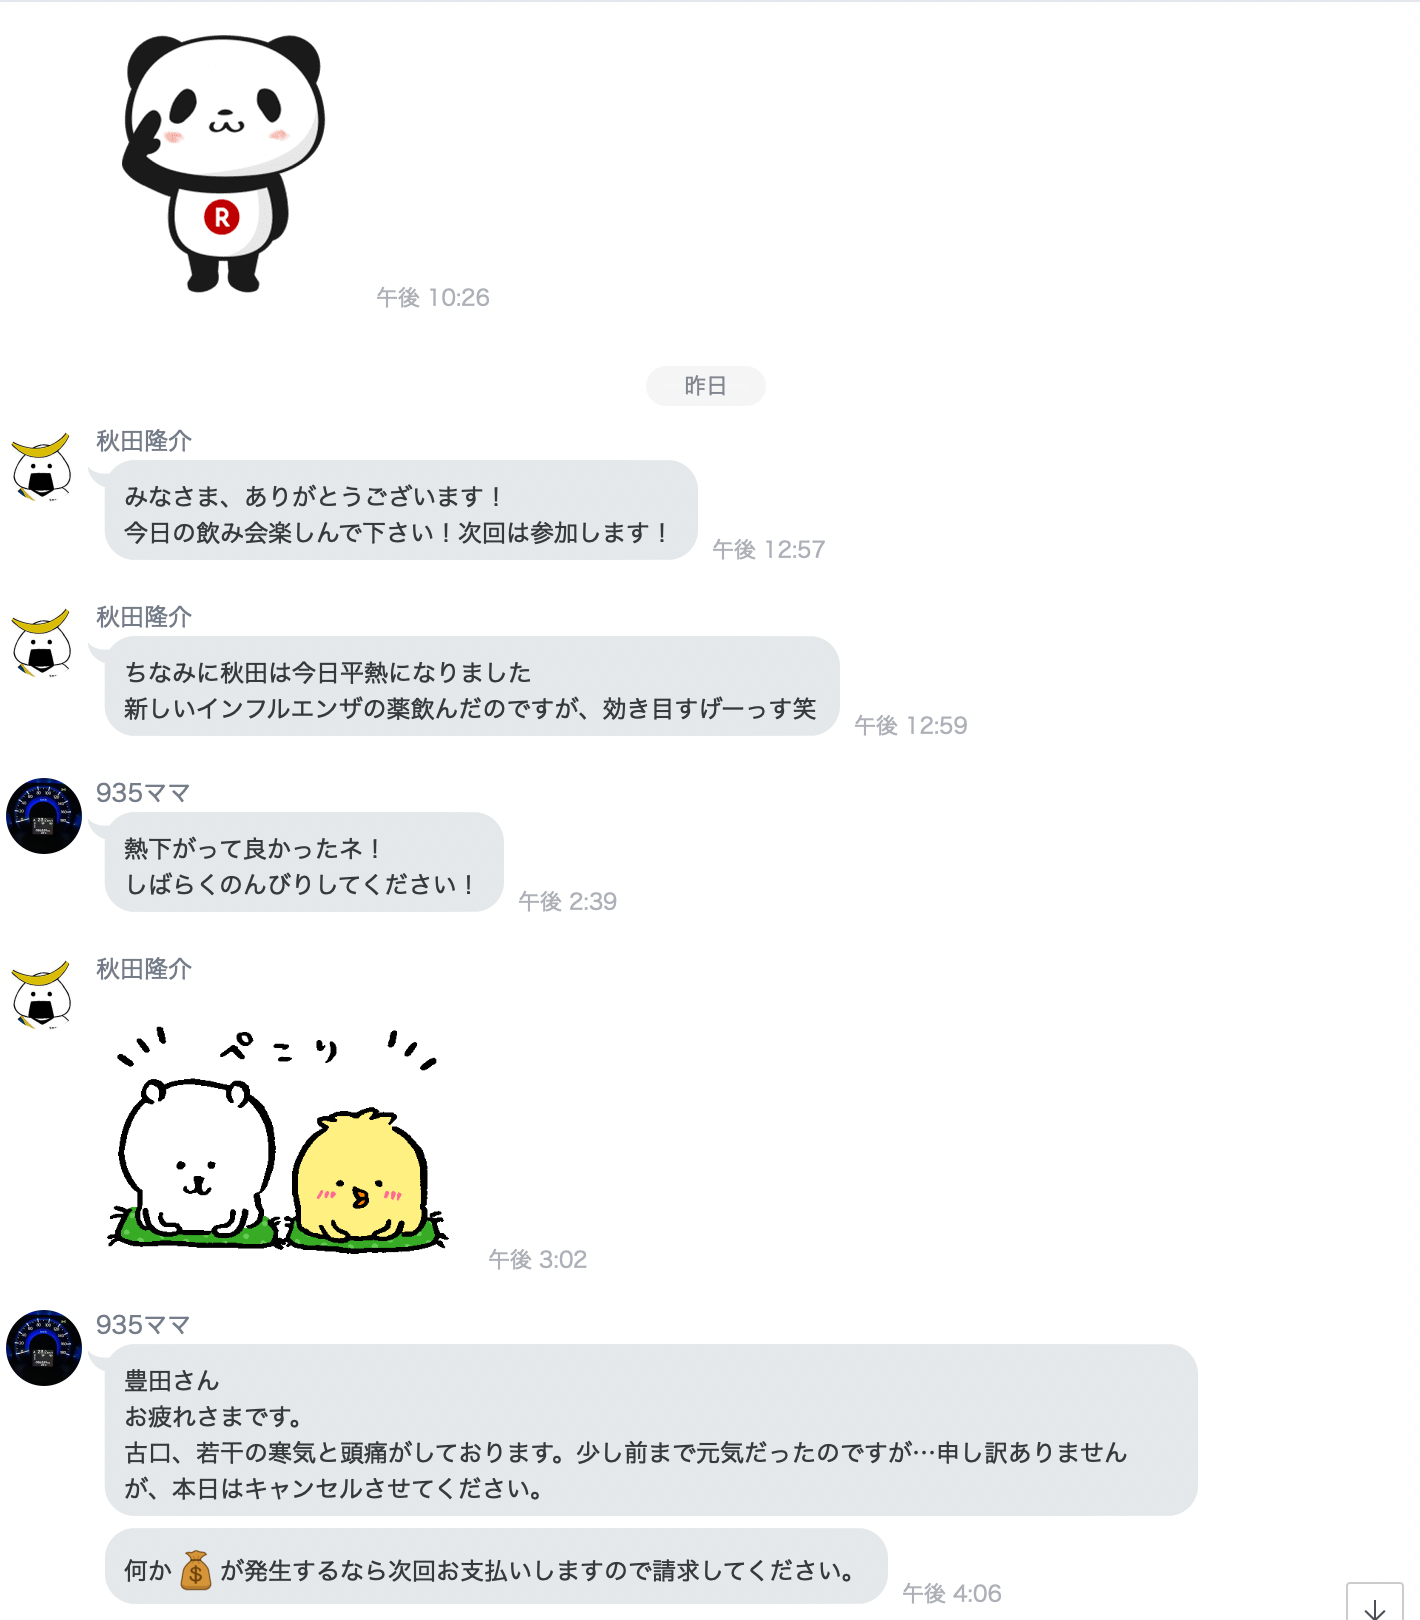 R
午後 10:26
昨日
秋田隆介
みなさま、ありがとうございます！
今日の飲み会楽しんで下さい！次回は参加します！
午後 12:57
秋田隆介
ちなみに秋田は今日平熱になりました
新しいインフルエンザの薬飲んだのですが、効き目すげーっす笑
午後 12:59
935ママ
熱下がって良かったネ！
しばらくのんびりしてください！
午後 2:39
秋田隆介
ぺこり
午後 3:02
935ママ
豊田さん
お疲れさまです。
古口、若干の寒気と頭痛がしております。少し前まで元気だったのですが…申し訳ありません
が、本日はキャンセルさせてください。
何か💰が発生するなら次回お支払いしますので請求してください。
午後 4:06